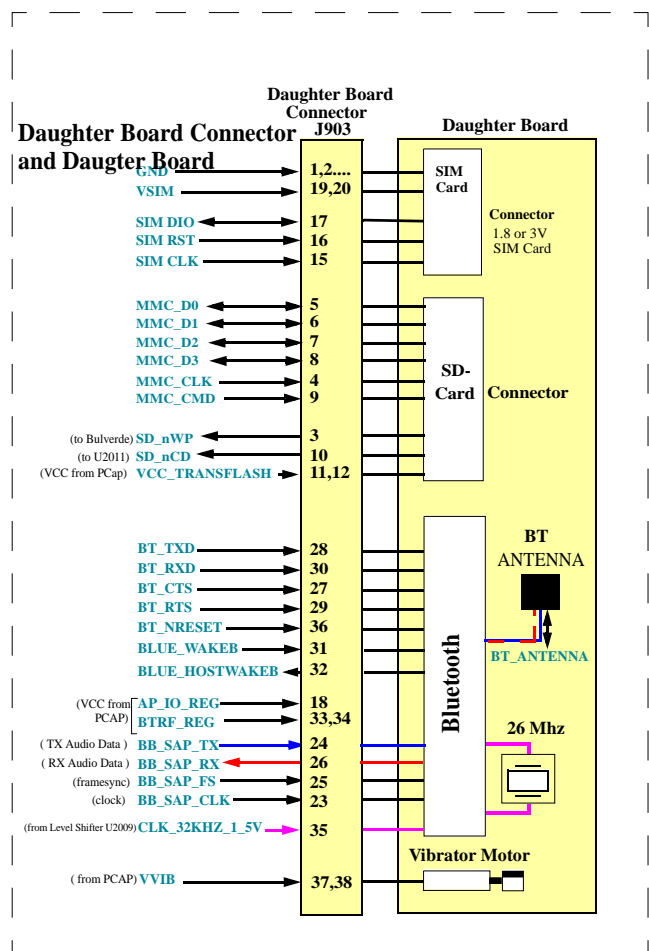 Daughter Board
Connector
J903
Daughter Board
Daughter Board Connector
and Daugter Board
GND 1,2.... SIM
VSIM 19,20 Card
Connector
SIM DIO 17
1.8 or 3V
SIM RST 16
SIM Card
SIM CLK 15
MMC_D0 5
MMC_D1 6
MMC_D2 7
MMC_D3 8
SD-
MMC_CLK 4
Card Connector
MMC_CMD 9
(to Bulverde) SD_nWP 3
(to U2011) SD_nCD 10
(VCC from PCap) VCC_TRANSFLASH 11,12
BT
ANTENNA
BT_TXD 28
BT_RXD 30
BT_CTS 27
BT_RTS 29
BT_NRESET 36
BLUE_WAKEB 31
BT_ANTENNA
BLUE_HOSTWAKEB 32
Bluetooth
(VCC from AP_IO_REG 18
PCAP) BTRF_REG 33,34
26 Mhz
( TX Audio Data ) BB_SAP_TX 24
( RX Audio Data ) BB_SAP_RX 26
(framesync) BB_SAP_FS 25
(clock) BB_SAP_CLK 23
(from Level Shifter U2009) CLK_32KHZ_1_5V 35
Vibrator Motor
( from PCAP) VVIB 37,38